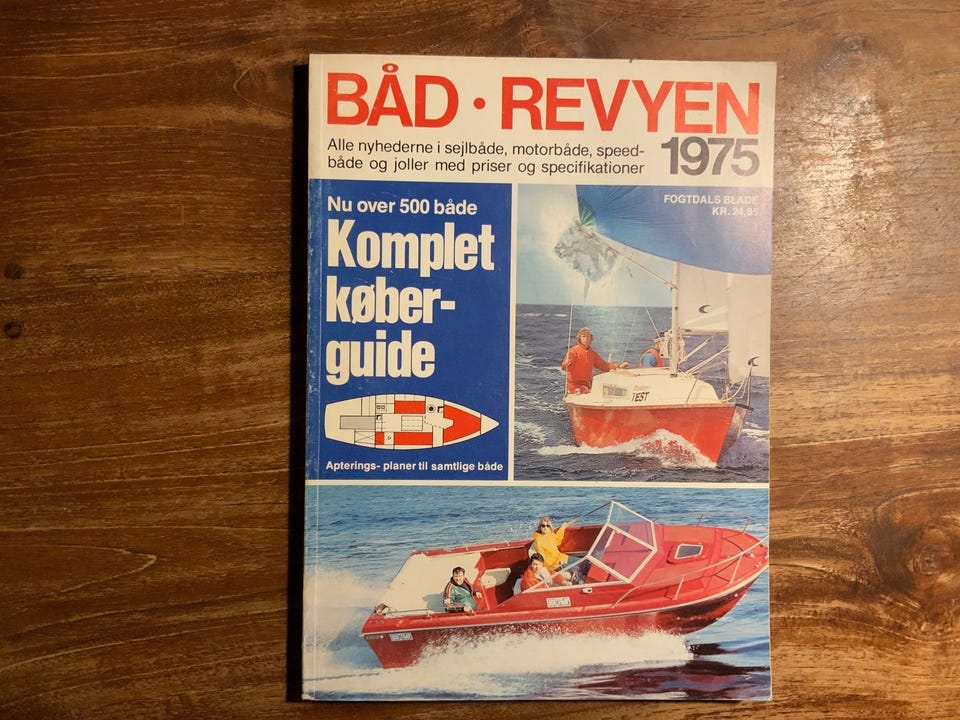 BÅD • REVYEN
Alle nyhederne i sejlbåde, motorbåde, speed-
både og joller med priser og specifikationer
1975
Nu over 500 både
Komplet
køber-
guide
Apterings- planer til samtlige både
FOGTDALS BLADE
KR. 24,85
TEST